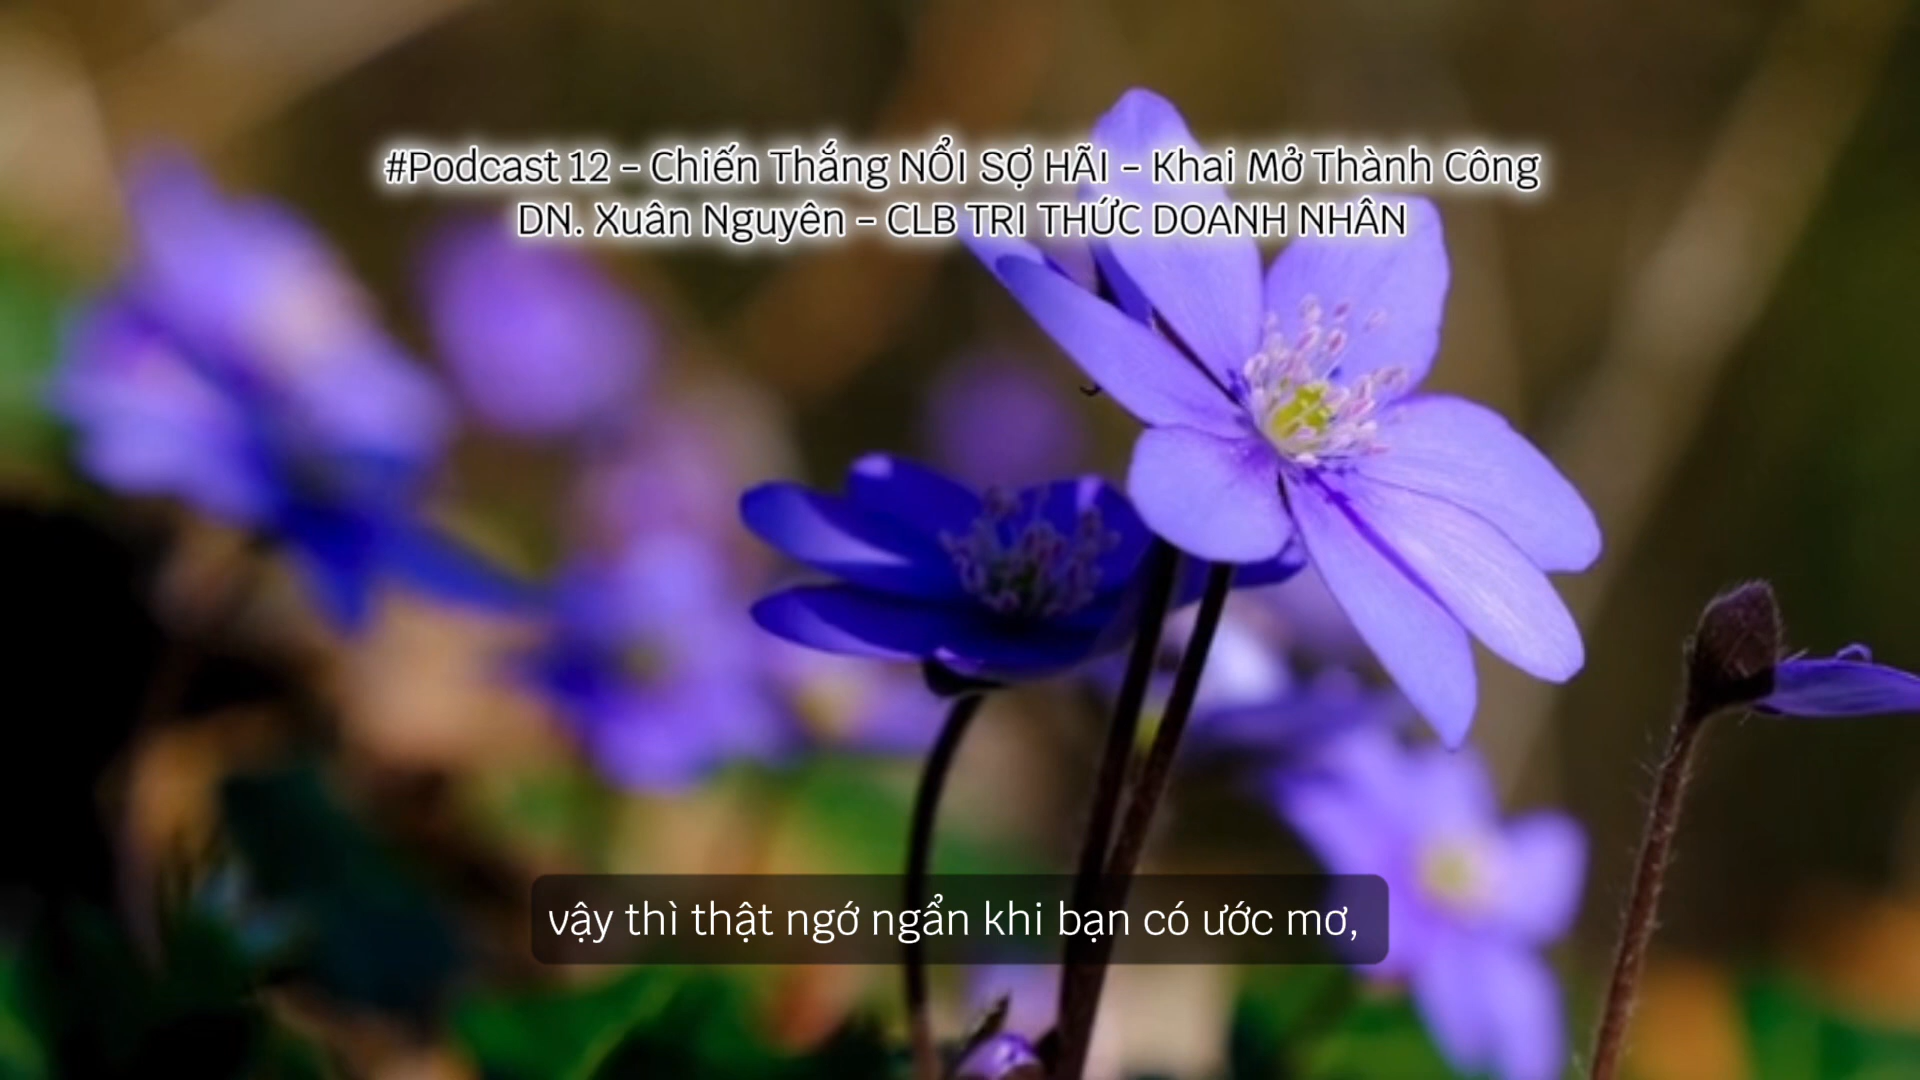 #Podcast 12 - Chiến Thắng NỔI SỢ HÃI - Khai Mở Thành Công
DN. Xuân Nguyên - CLB TRI THỨC DOANH NHÂN
vậy thì thật ngớ ngẩn khi bạn có ước mơ,